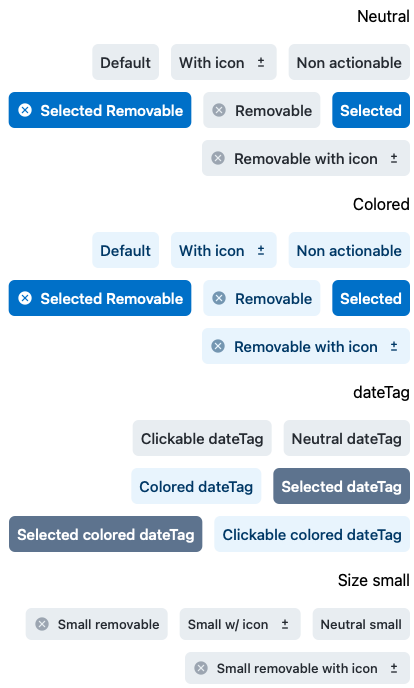 Neutral
Default With icon ± Non actionable
Selected Removable Removable Selected
Removable with icon ±
Colored
Default With icon ± Non actionable
Selected Removable Removable Selected
Removable with icon ±
dateTag
Clickable dateTag Neutral dateTag
Colored dateTag Selected dateTag
Selected colored dateTag Clickable colored dateTag
Size small
Small removable Small w/ icon ± Neutral small
Small removable with icon ±